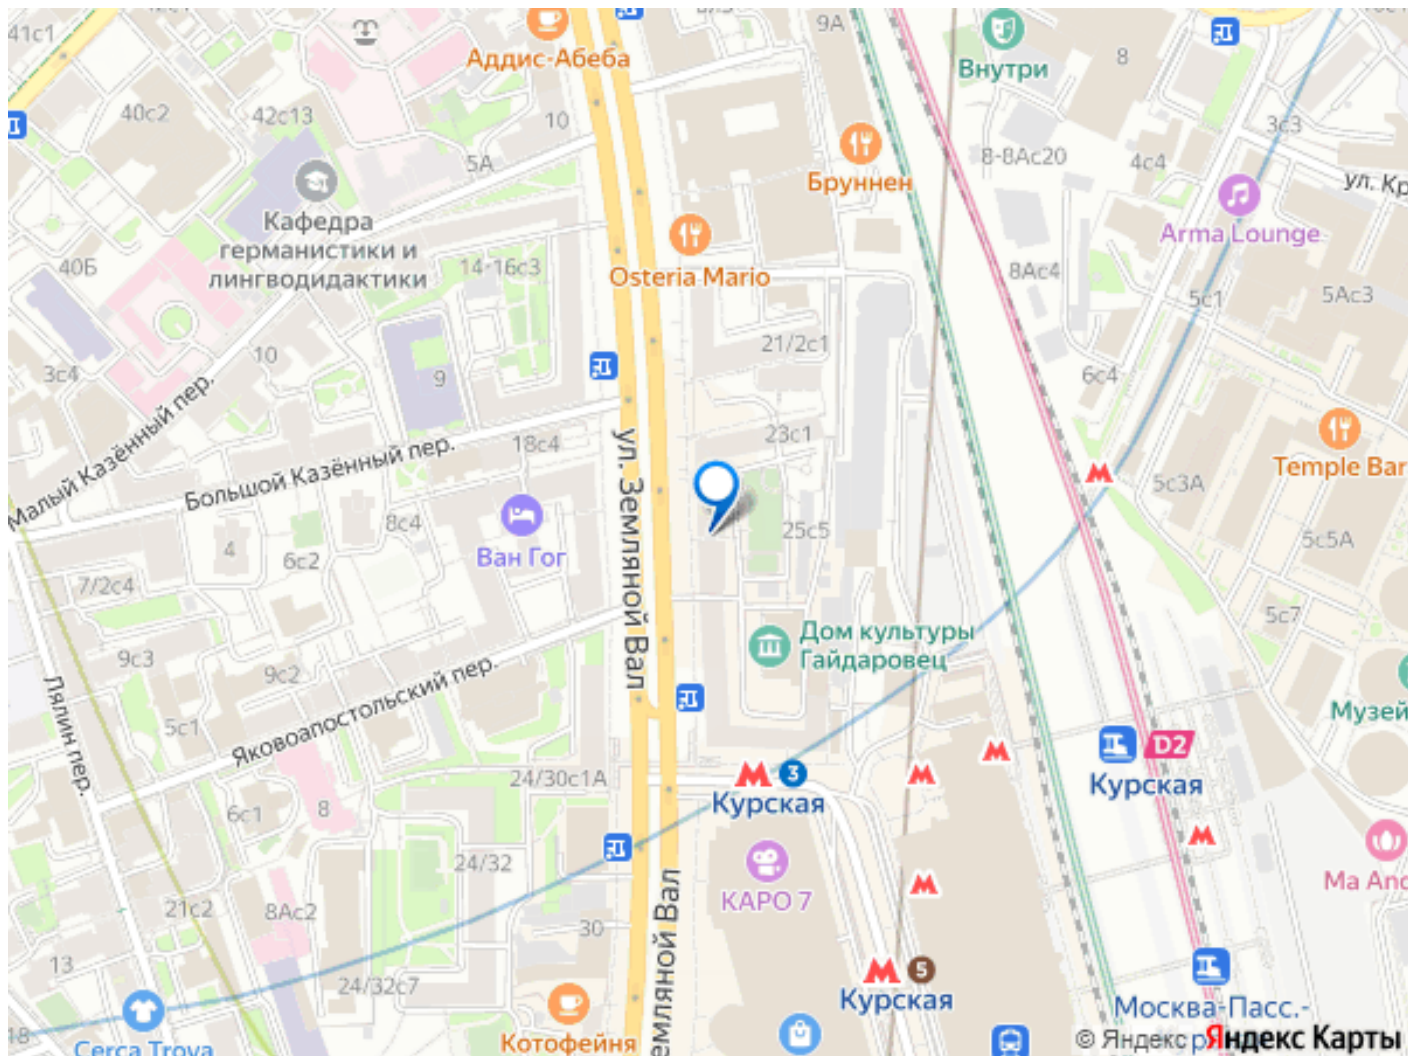 41с1
9А
Аддис-Абеба
Внутри
8
40с2
42с13
10
3с3
5А
8-8Ас20
4с4
Бруннен
ул. Кр
Кафедра
германистики и
лингводидактики
Arma Lounge
40Б
14-16с3
Osteria Mario
8Ас4
5с1
5Ас3
10
21/2с1
3с4
9
6с4
Малый Казённый пер.
Большой Казённый пер.
18с4
23с1
ул. Земляной Вал
Temple Bar
5с3А
8с4
4
6с2
Ван Гог
25с5
5с5А
7/2с4
5с7
Дом культуры
Гайдаровец
9с3
9с2
Лялин пер.
5с1
Яковоапостольский пер.
Музей
D2
Курская
24/30с1А
3
Курская
6с1
8
24/32
КАРО 7
Ма Анс
21с2
8Ас2
30
13
24/32с7
5
Курская
Земляной Вал
Москва-Пасс.-
18
Cerca Trova
Котофейня
© Яндекс
Яндекс Карты